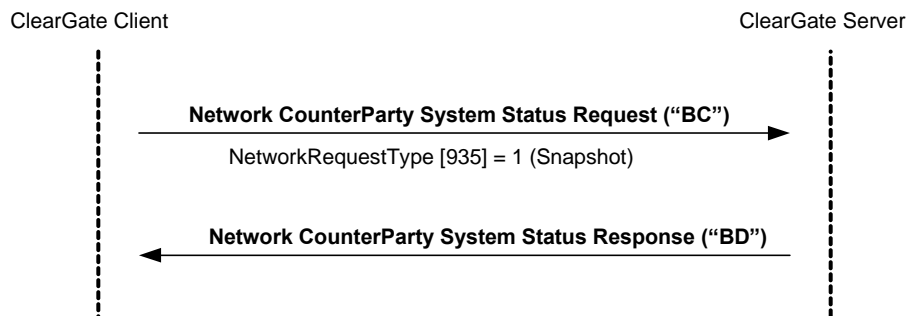 ClearGate Client
ClearGate Server
Network CounterParty System Status Request (“BC”)
NetworkRequestType [935] = 1 (Snapshot)
Network CounterParty System Status Response (“BD”)